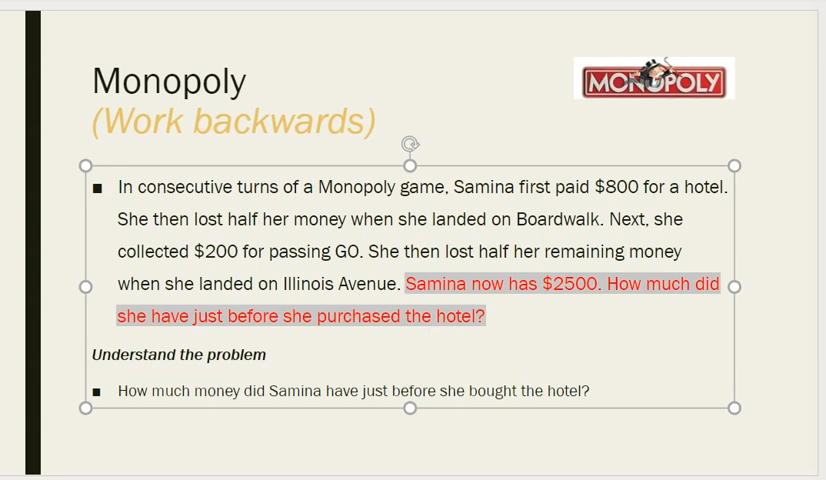 Monopoly
MONOPOLY
(Work backwards)
■ In consecutive turns of a Monopoly game, Samina first paid $800 for a hotel.
She then lost half her money when she landed on Boardwalk. Next, she
collected $200 for passing GO. She then lost half her remaining money
when she landed on Illinois Avenue. Samina now has $2500. How much did
she have just before she purchased the hotel?
Understand the problem
■ How much money did Samina have just before she bought the hotel?